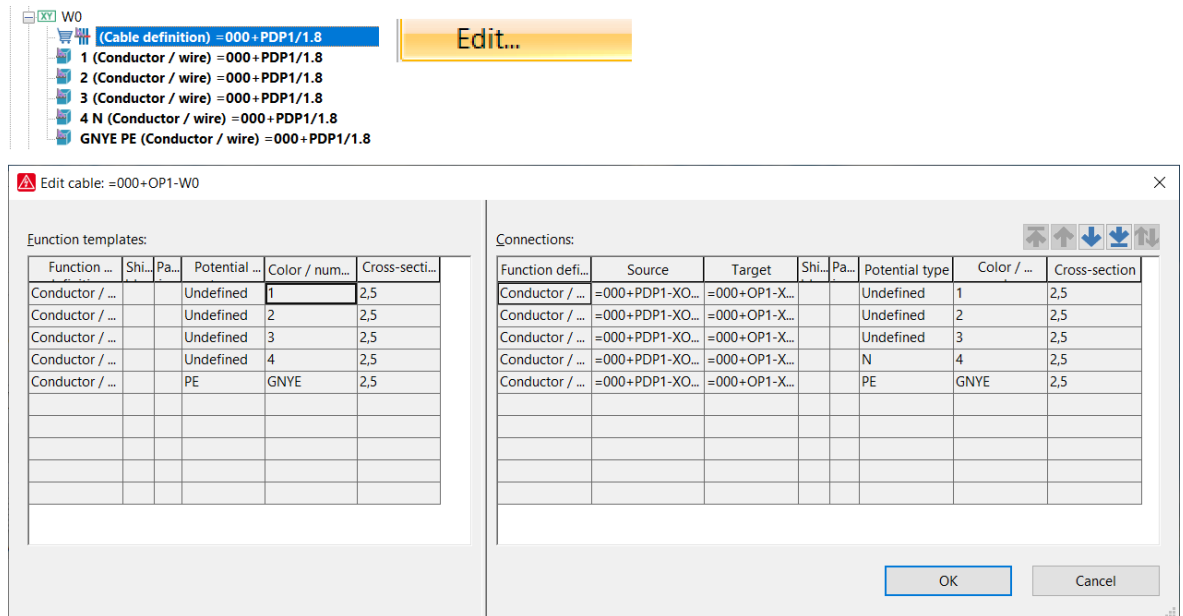 W0
(Cable definition) =000+PDP1/1.8
Edit...
1 (Conductor / wire) =000+PDP1/1.8
2 (Conductor / wire) =000+PDP1/1.8
3 (Conductor / wire) =000+PDP1/1.8
4 N (Conductor / wire) =000+PDP1/1.8
GNYE PE (Conductor / wire) =000+PDP1/1.8
Edit cable: =000+OP1-W0
Function templates:
Function ... Shi... Pa... Potential ... Color / num... Cross-secti...
Conductor / ... Undefined 1 2,5
Conductor / ... Undefined 2 2,5
Conductor / ... Undefined 3 2,5
Conductor / ... Undefined 4 2,5
Conductor / ... PE GNYE 2,5
Connections:
Function defi... Source Target Shi... Pa... Potential type Color / ... Cross-section
Conductor / ... =000+PDP1-XO... =000+OP1-X... Undefined 1 2,5
Conductor / ... =000+PDP1-XO... =000+OP1-X... Undefined 2 2,5
Conductor / ... =000+PDP1-XO... =000+OP1-X... Undefined 3 2,5
Conductor / ... =000+PDP1-XO... =000+OP1-X... N 4 2,5
Conductor / ... =000+PDP1-XO... =000+OP1-X... PE GNYE 2,5
OK Cancel